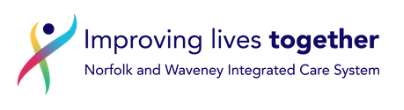 Improving lives together
Norfolk and Waveney Integrated Care System